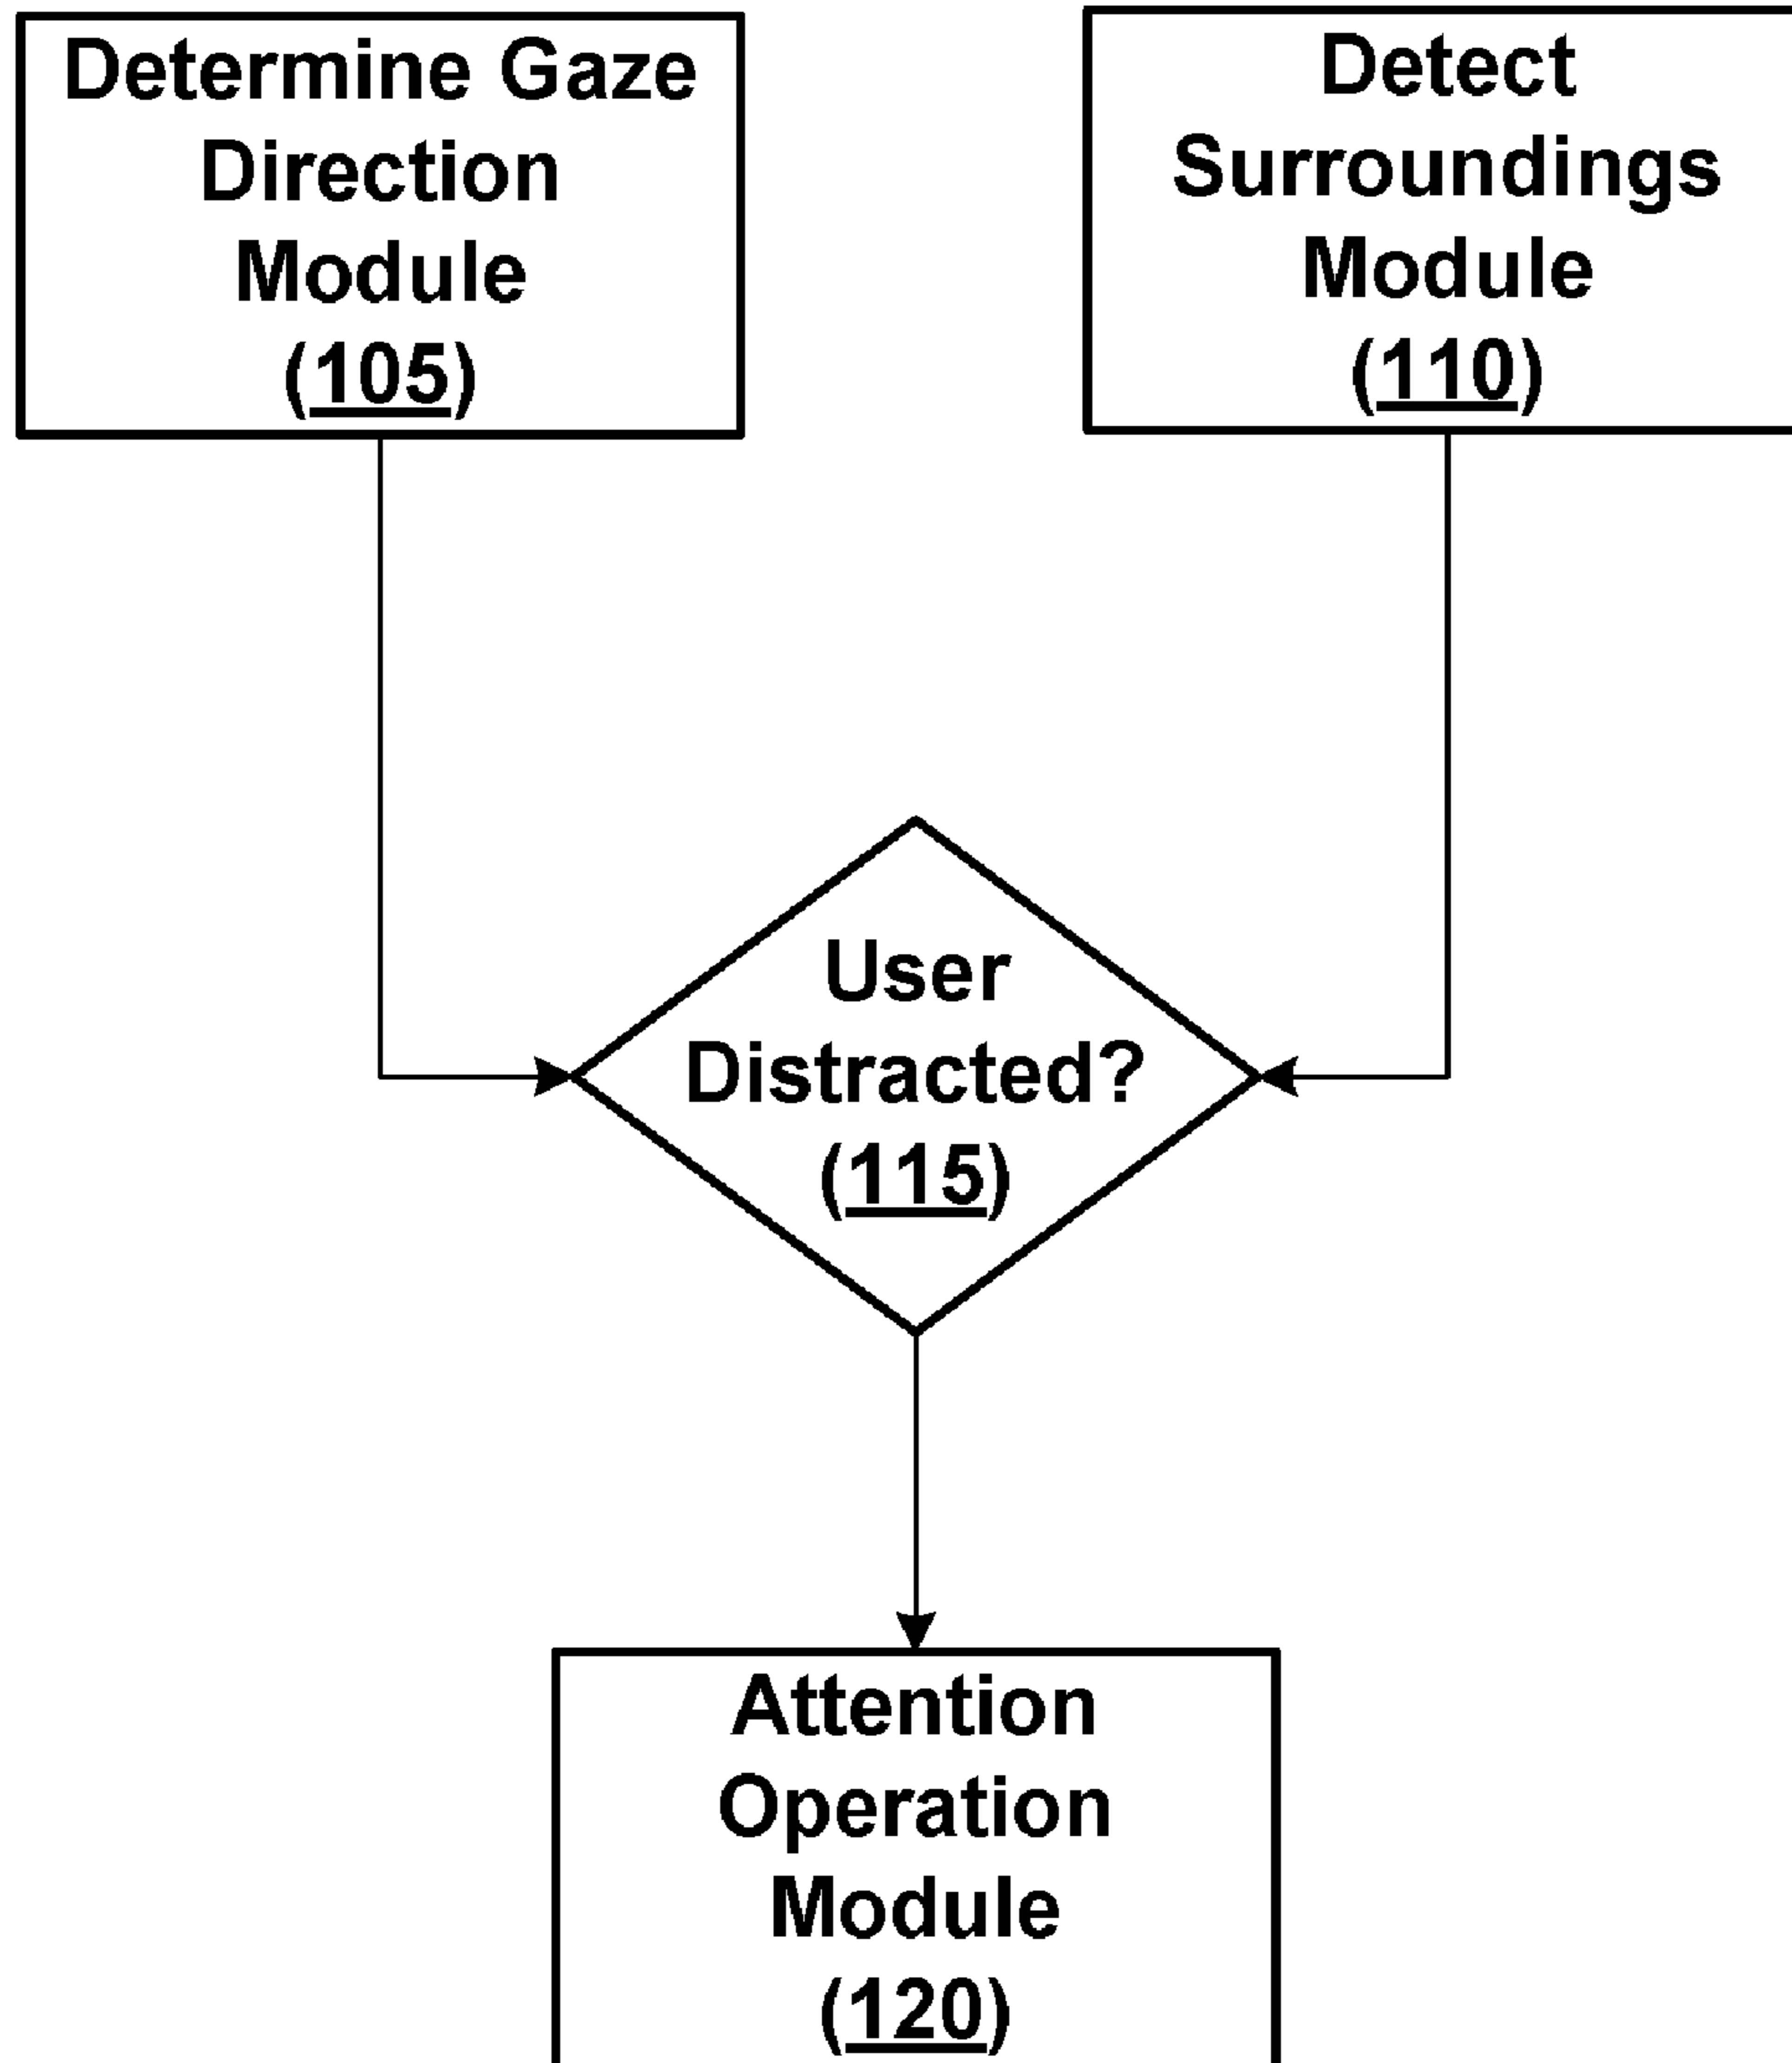 Determine Gaze
Direction
Module
(105)
Detect
Surroundings
Module
(110)
User
Distracted?
(115)
Attention
Operation
Module
(120)